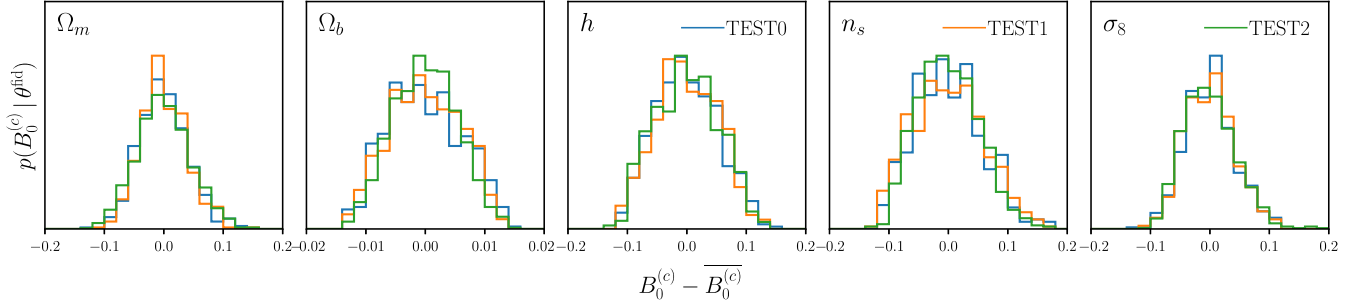 Ω_m Ω_b h TEST0 n_s TEST1 σ_8 TEST2
p(B_0^{(c)} | θ^{fid})
−0.2 −0.1 0.0 0.1 0.2 −0.02 −0.01 0.00 0.01 0.02 −0.2 −0.1 0.0 0.1 0.2 −0.2 −0.1 0.0 0.1 0.2 −0.2 −0.1 0.0 0.1 0.2
B_0^{(c)} − \overline{B_0^{(c)}}